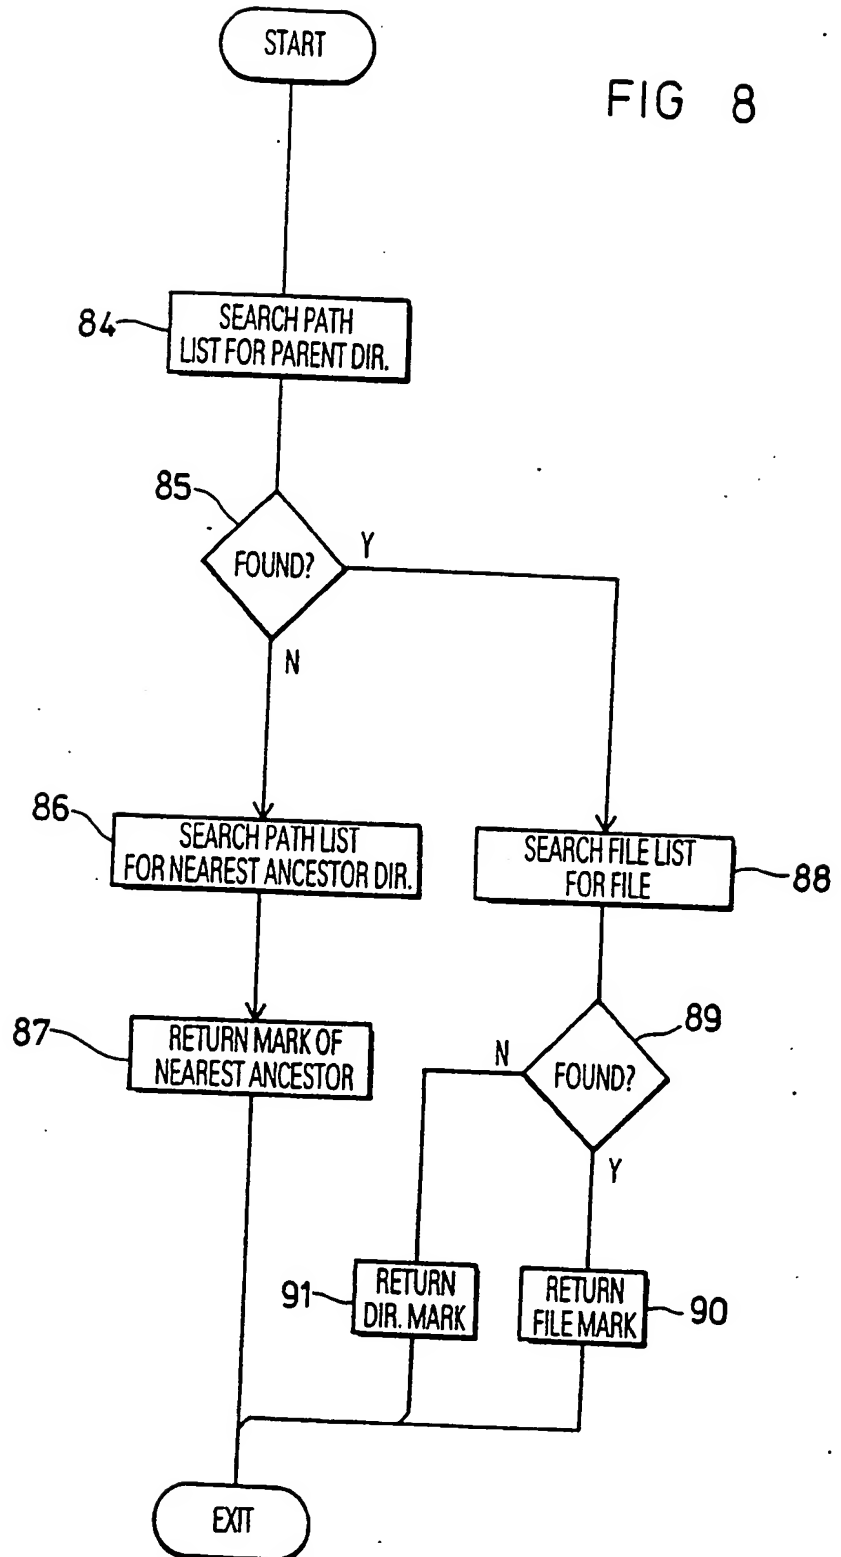 START
FIG 8
84
SEARCH PATH
LIST FOR PARENT DIR.
85
FOUND?
Y
N
86
SEARCH PATH LIST
FOR NEAREST ANCESTOR DIR.
SEARCH FILE LIST
FOR FILE
88
87
RETURN MARK OF
NEAREST ANCESTOR
89
N
FOUND?
Y
91
RETURN
DIR. MARK
RETURN
FILE MARK
90
EXIT